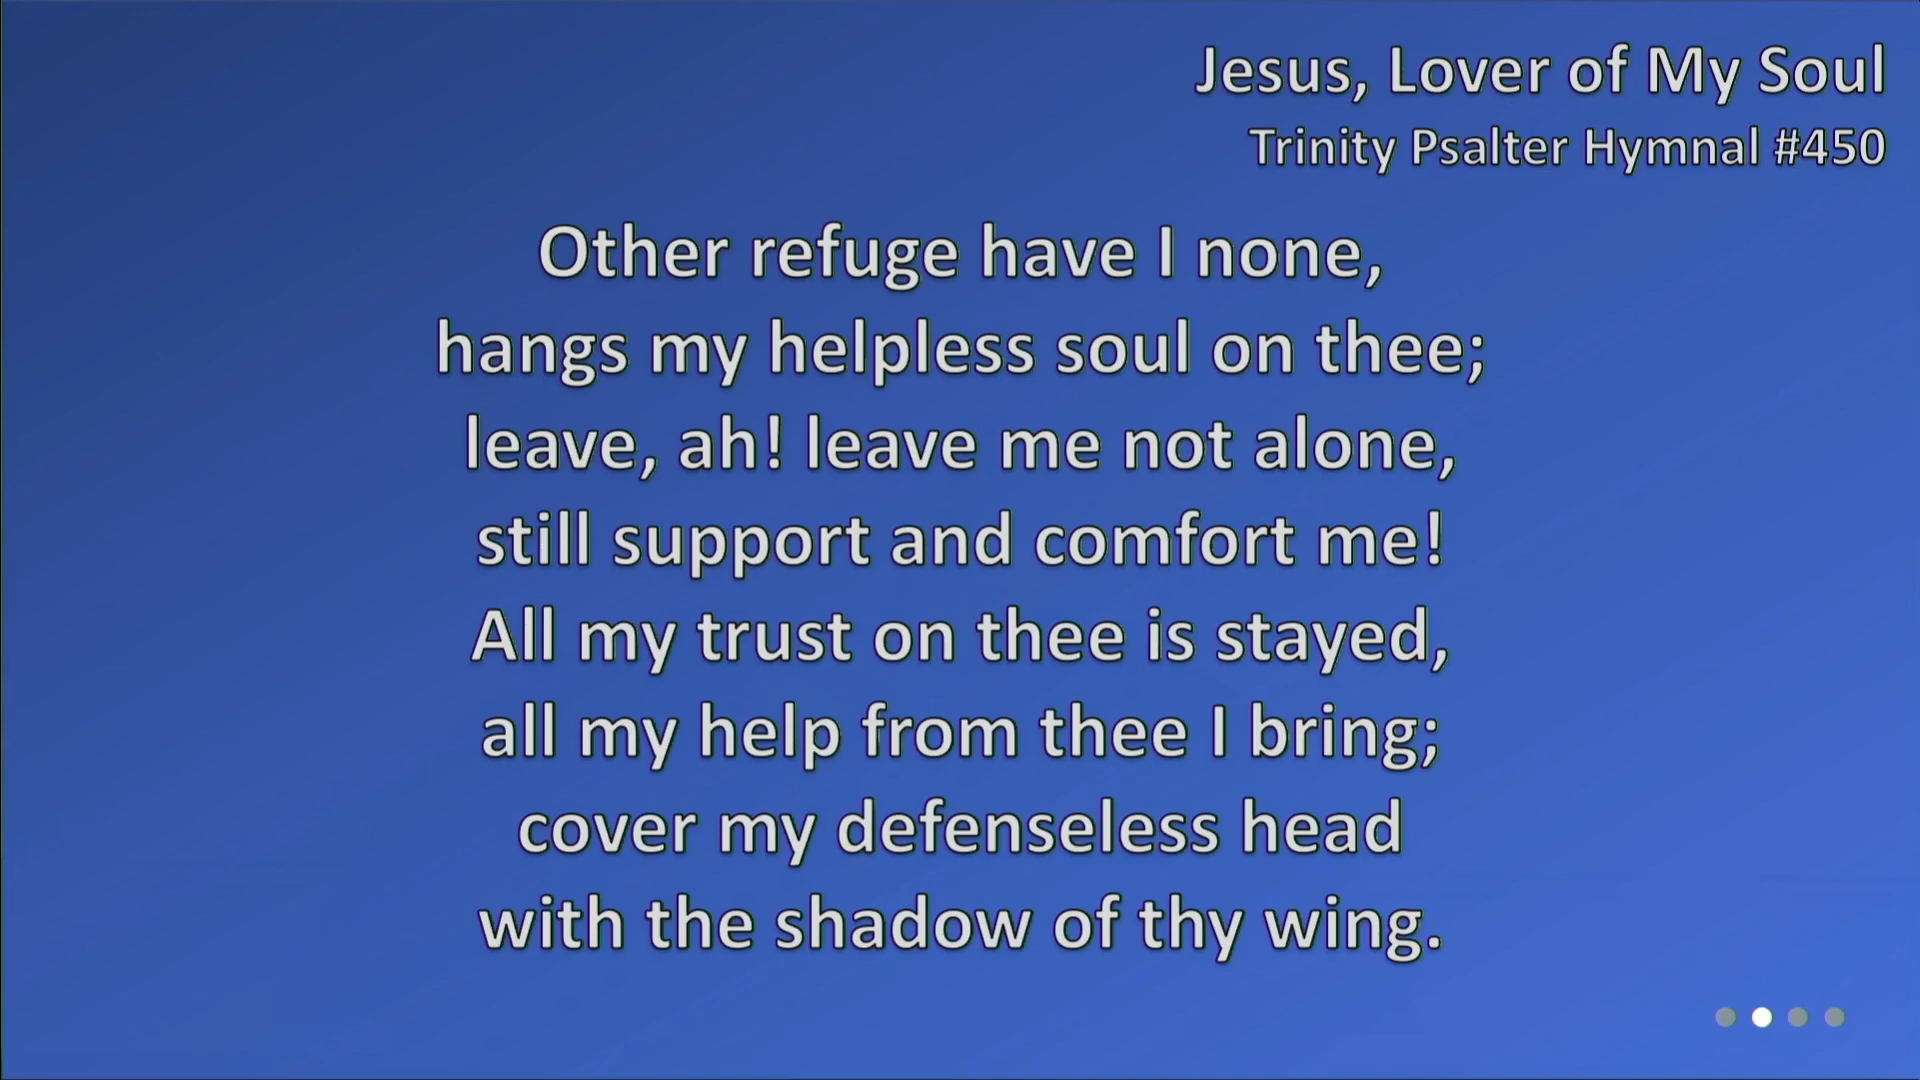 Jesus, Lover of My Soul
Trinity Psalter Hymnal #450
Other refuge have I none,
hangs my helpless soul on thee;
leave, ah! leave me not alone,
still support and comfort me!
All my trust on thee is stayed,
all my help from thee I bring;
cover my defenseless head
with the shadow of thy wing.